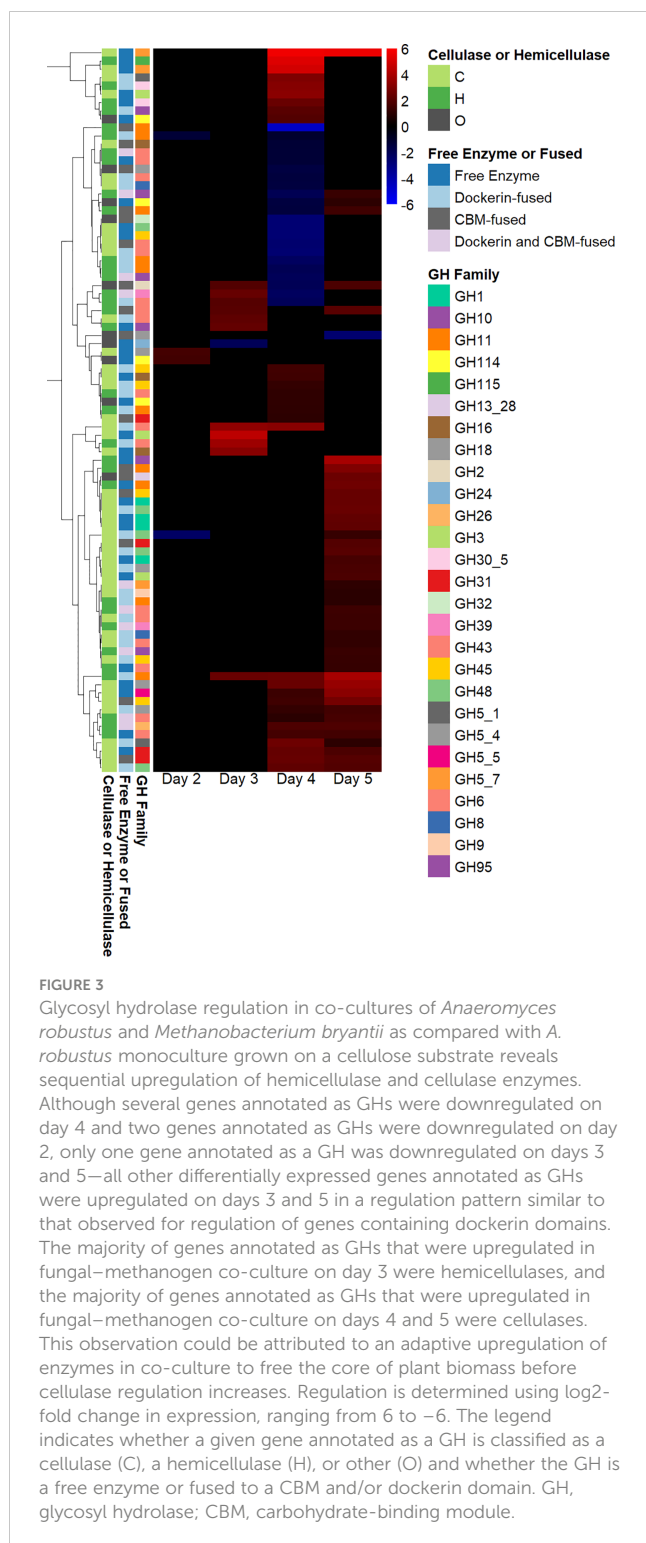 6
4
2
0
-2
-4
-6
Cellulase or Hemicellulase
C
H
O
Free Enzyme or Fused
Free Enzyme
Dockerin-fused
CBM-fused
Dockerin and CBM-fused
GH Family
GH1
GH10
GH11
GH114
GH115
GH13_28
GH16
GH18
GH2
GH24
GH26
GH3
GH30_5
GH31
GH32
GH39
GH43
GH45
GH48
GH5_1
GH5_4
GH5_5
GH5_7
GH6
GH8
GH9
GH95
Day 2 Day 3 Day 4 Day 5
Cellulase or Hemicellulase
Free Enzyme or Fused
GH Family
FIGURE 3
Glycosyl hydrolase regulation in co-cultures of Anaeromyces
robustus and Methanobacterium bryantii as compared with A.
robustus monoculture grown on a cellulose substrate reveals
sequential upregulation of hemicellulase and cellulase enzymes.
Although several genes annotated as GHs were downregulated on
day 4 and two genes annotated as GHs were downregulated on day
2, only one gene annotated as a GH was downregulated on days 3
and 5—all other differentially expressed genes annotated as GHs
were upregulated on days 3 and 5 in a regulation pattern similar to
that observed for regulation of genes containing dockerin domains.
The majority of genes annotated as GHs that were upregulated in
fungal–methanogen co-culture on day 3 were hemicellulases, and
the majority of genes annotated as GHs that were upregulated in
fungal–methanogen co-culture on days 4 and 5 were cellulases.
This observation could be attributed to an adaptive upregulation of
enzymes in co-culture to free the core of plant biomass before
cellulase regulation increases. Regulation is determined using log2-
fold change in expression, ranging from 6 to –6. The legend
indicates whether a given gene annotated as a GH is classified as a
cellulase (C), a hemicellulase (H), or other (O) and whether the GH is
a free enzyme or fused to a CBM and/or dockerin domain. GH,
glycosyl hydrolase; CBM, carbohydrate-binding module.